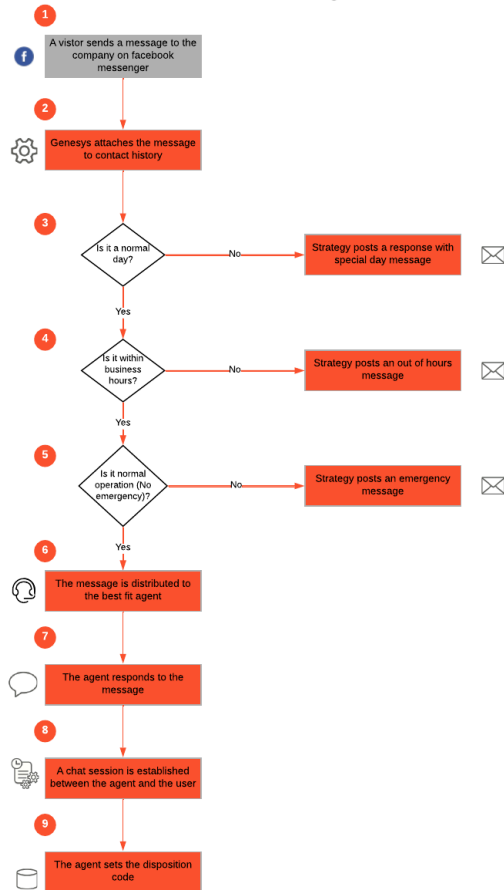 1
A vistor sends a message to the
company on facebook
messenger
2
Genesys attaches the message
to contact history
3
Is it a normal
day?
No
Strategy posts a response with
special day message
Yes
4
Is it within
business
hours?
No
Strategy posts an out of hours
message
Yes
5
Is it normal
operation (No
emergency)?
No
Strategy posts an emergency
message
Yes
6
The message is distributed to
the best fit agent
7
The agent responds to the
message
8
A chat session is established
between the agent and the user
9
The agent sets the disposition
code